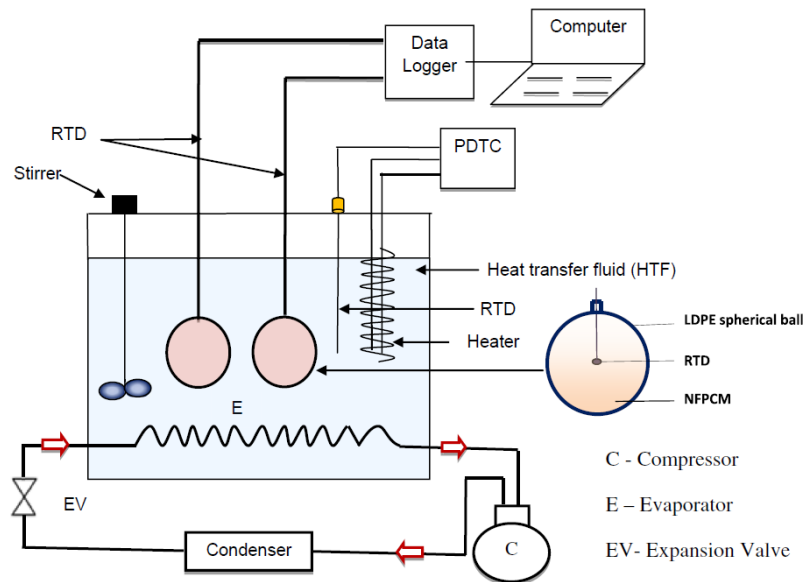 Computer
Data
Logger
RTD
PDTC
Stirrer
Heat transfer fluid (HTF)
RTD
Heater
LDPE spherical ball
RTD
NFPCM
E
EV
C - Compressor
E – Evaporator
EV- Expansion Valve
Condenser
C